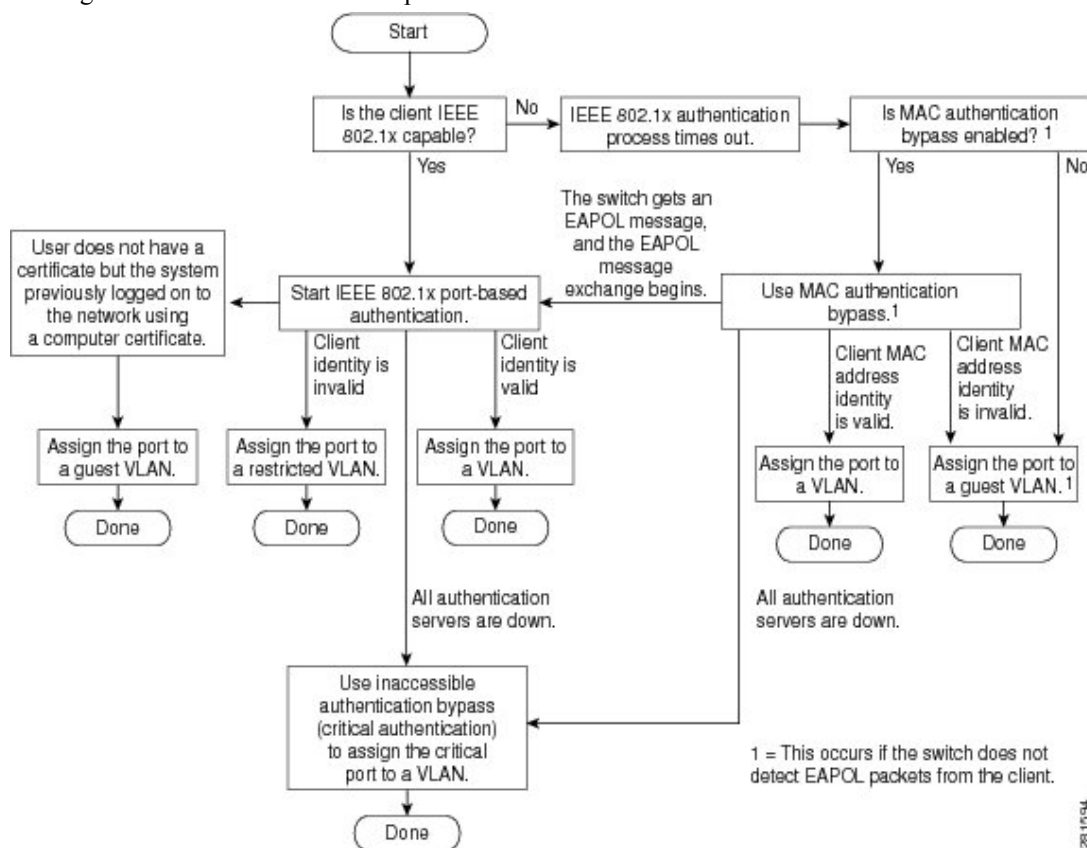 Start
Is the client IEEE
802.1x capable?
No
IEEE 802.1x authentication
process times out.
Is MAC authentication
bypass enabled? 1
Yes
Yes
No
The switch gets an
EAPOL message,
and the EAPOL
message
exchange begins.
User does not have a
certificate but the system
previously logged on to
the network using
a computer certificate.
Start IEEE 802.1x port-based
authentication.
Use MAC authentication
bypass.1
Client
identity is
invalid
Client
identity is
valid
Client MAC
address
identity
is valid.
Client MAC
address
identity
is invalid.
Assign the port to
a guest VLAN.
Assign the port to
a restricted VLAN.
Assign the port to
a VLAN.
Assign the port to
a VLAN.
Assign the port to
a guest VLAN.1
Done
Done
Done
Done
Done
All authentication
servers are down.
All authentication
servers are down.
Use inaccessible
authentication bypass
(critical authentication)
to assign the critical
port to a VLAN.
1 = This occurs if the switch does not
detect EAPOL packets from the client.
Done
281594